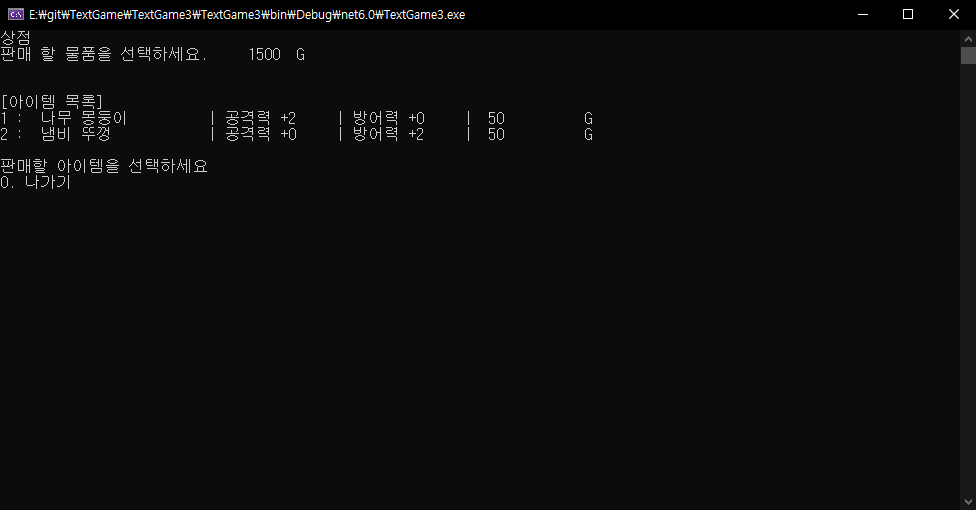 E:₩git₩TextGame₩TextGame3₩TextGame3₩bin₩Debug₩net6.0₩TextGame3.exe
상점
판매 할 물품을 선택하세요. 1500 G
[아이템 목록]
1 : 나무 몽둥이 | 공격력 +2 | 방어력 +0 | 50 G
2 : 냄비 뚜껑 | 공격력 +0 | 방어력 +2 | 50 G
판매할 아이템을 선택하세요
0. 나가기